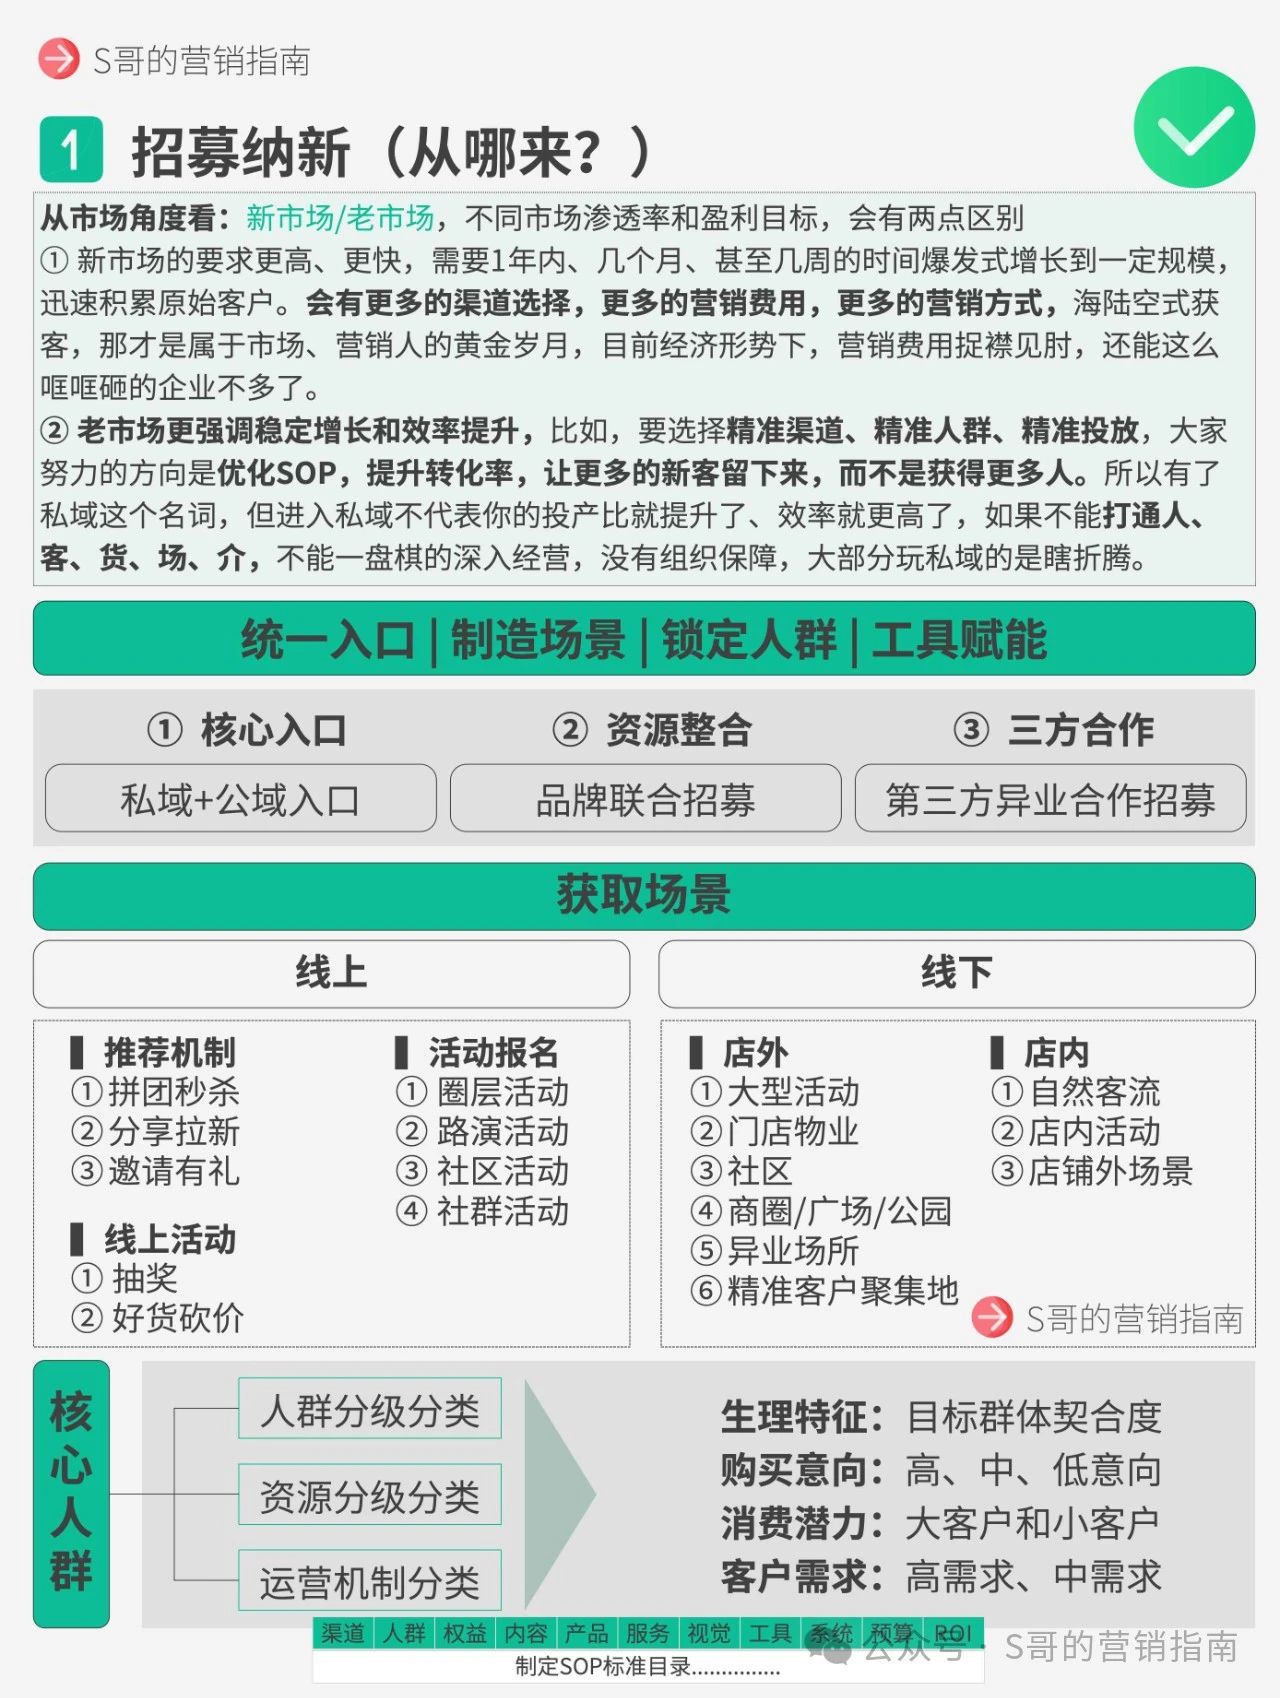 S哥的营销指南
1 招募纳新（从哪来？）
从市场角度看：新市场/老市场，不同市场渗透率和盈利目标，会有两点区别
① 新市场的要求更高、更快，需要1年内、几个月、甚至几周的时间爆发式增长到一定规模，
迅速积累原始客户。会有更多的渠道选择，更多的营销费用，更多的营销方式，海陆空式获
客，那才是属于市场、营销人的黄金岁月，目前经济形势下，营销费用捉襟见肘，还能这么
哐哐砸的企业不多了。
② 老市场更强调稳定增长和效率提升，比如，要选择精准渠道、精准人群、精准投放，大家
努力的方向是优化SOP，提升转化率，让更多的新客留下来，而不是获得更多人。所以有了
私域这个名词，但进入私域不代表你的投产比就提升了、效率就更高了，如果不能打通人、
客、货、场、介，不能一盘棋的深入经营，没有组织保障，大部分玩私域的是瞎折腾。
统一入口 | 制造场景 | 锁定人群 | 工具赋能
① 核心入口
私域+公域入口
② 资源整合
品牌联合招募
③ 三方合作
第三方异业合作招募
获取场景
线上
推荐机制
①拼团秒杀
②分享拉新
③邀请有礼
线上活动
① 抽奖
② 好货砍价
活动报名
① 圈层活动
② 路演活动
③ 社区活动
④ 社群活动
线下
店外
①大型活动
②门店物业
③社区
④商圈/广场/公园
⑤异业场所
⑥精准客户聚集地
店内
①自然客流
②店内活动
③店铺外场景
S哥的营销指南
核心人群
人群分级分类
资源分级分类
运营机制分类
生理特征：目标群体契合度
购买意向：高、中、低意向
消费潜力：大客户和小客户
客户需求：高需求、中需求
渠道 人群 权益 内容 产品 服务 视觉 工具 系统 预算 ROI
制定SOP标准目录...............
公众号 · S哥的营销指南